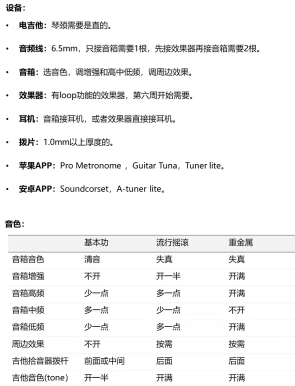 设备：
• 电吉他：琴颈需要是直的。
• 音频线：6.5mm，只接音箱需要1根，先接效果器再接音箱需要2根。
• 音箱：选音色，调增强和高中低频，调周边效果。
• 效果器：有loop功能的效果器，第六周开始需要。
• 耳机：音箱接耳机，或者效果器直接接耳机。
• 拨片：1.0mm以上厚度的。
• 苹果APP：Pro Metronome ，Guitar Tuna，Tuner lite。
• 安卓APP：Soundcorset，A-tuner lite。
音色：
基本功 流行摇滚 重金属
音箱音色 清音 失真 失真
音箱增强 不开 开一半 开满
音箱高频 少一点 多一点 开满
音箱中频 多一点 少一点 不开
音箱低频 少一点 多一点 开满
周边效果 不开 按需 按需
吉他拾音器拨杆 前面或中间 后面 后面
吉他音色(tone） 开一半 开满 开满